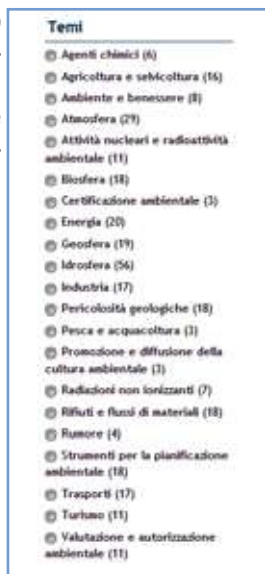 Temi
Agenti chimici (6)
Agricoltura e selvicoltura (16)
Ambiente e benessere (8)
Atmosfera (29)
Attività nucleari e radioattività
ambientale (11)
Biosfera (18)
Certificazione ambientale (3)
Energia (20)
Geosfera (19)
Idrosfera (56)
Industria (17)
Pericolosità geologiche (18)
Pesca e acquacoltura (3)
Promozione e diffusione della
cultura ambientale (3)
Radiazioni non ionizzanti (7)
Rifiuti e flussi di materiali (18)
Rumore (4)
Strumenti per la pianificazione
ambientale (18)
Trasporti (17)
Turismo (11)
Valutazione e autorizzazione
ambientale (11)